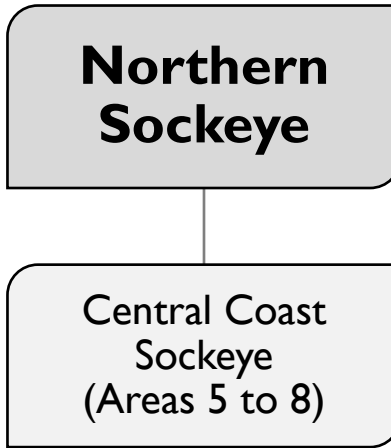 Northern
Sockeye
Central Coast
Sockeye
(Areas 5 to 8)